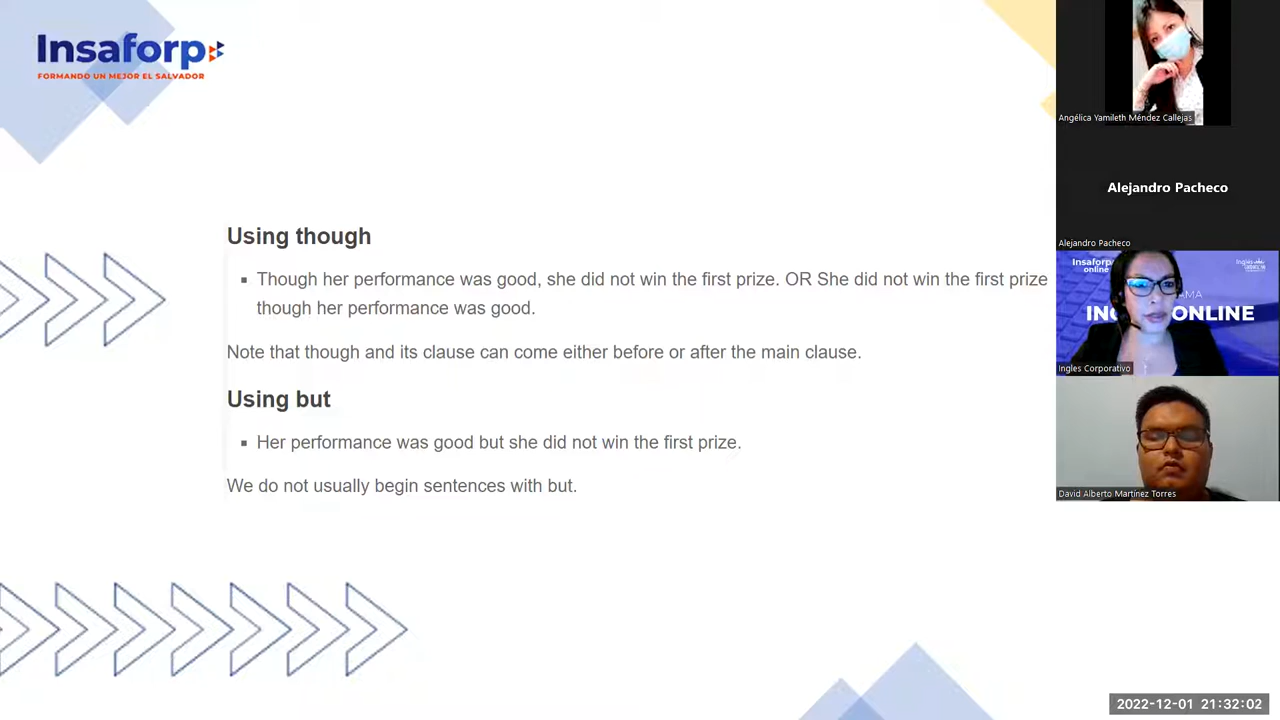 Insaforp
FORMANDO UN MEJOR EL SALVADOR
Using though
▪ Though her performance was good, she did not win the first prize. OR She did not win the first prize
though her performance was good.
Note that though and its clause can come either before or after the main clause.
Using but
▪ Her performance was good but she did not win the first prize.
We do not usually begin sentences with but.
Angélica Yamileth Méndez Callejas
Alejandro Pacheco
Alejandro Pacheco
Insaforp
online
ONLINE
Ingles Corporativo
David Alberto Martínez Torres
2022-12-01 21:32:02